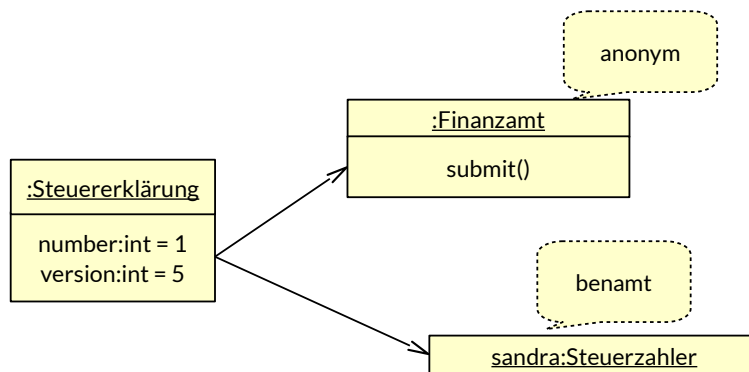 anonym
:Finanzamt
submit()
:Steuererklärung
number:int = 1
version:int = 5
benamt
sandra:Steuerzahler